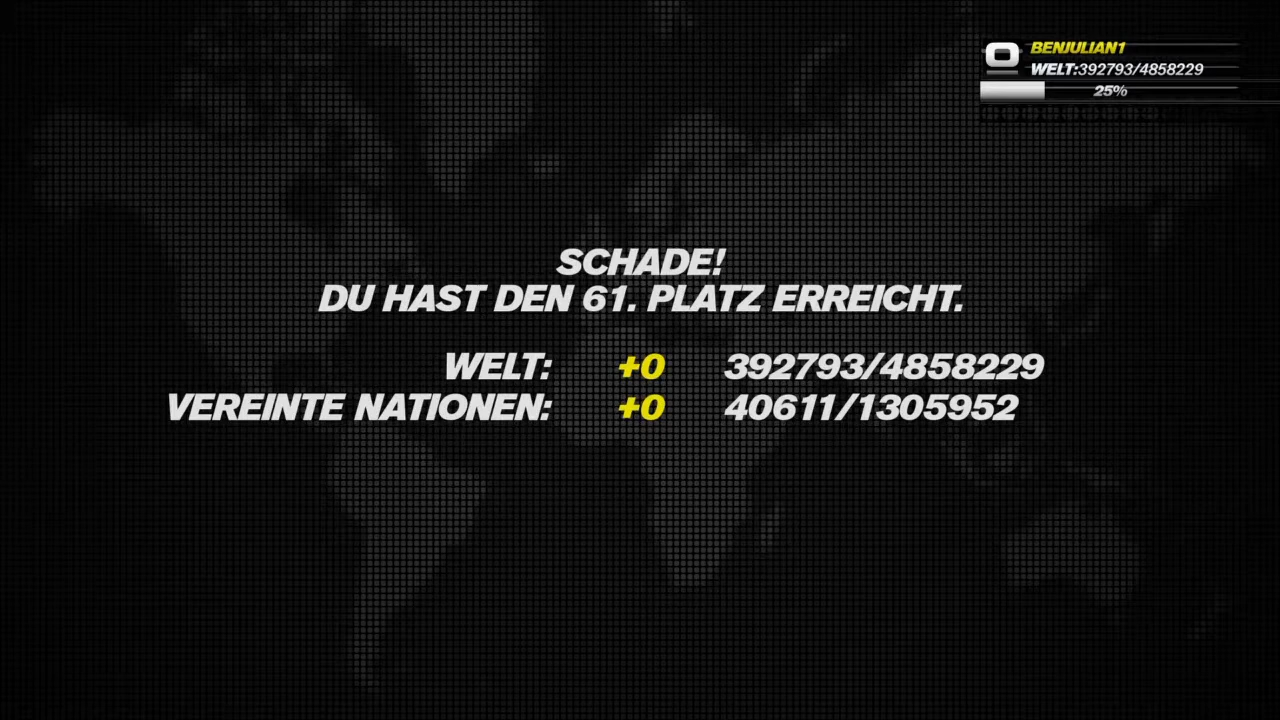 BENJULIAN1
WELT:392793/4858229
25%
SCHADE!
DU HAST DEN 61. PLATZ ERREICHT.
WELT: +0 392793/4858229
VEREINTE NATIONEN: +0 40611/1305952